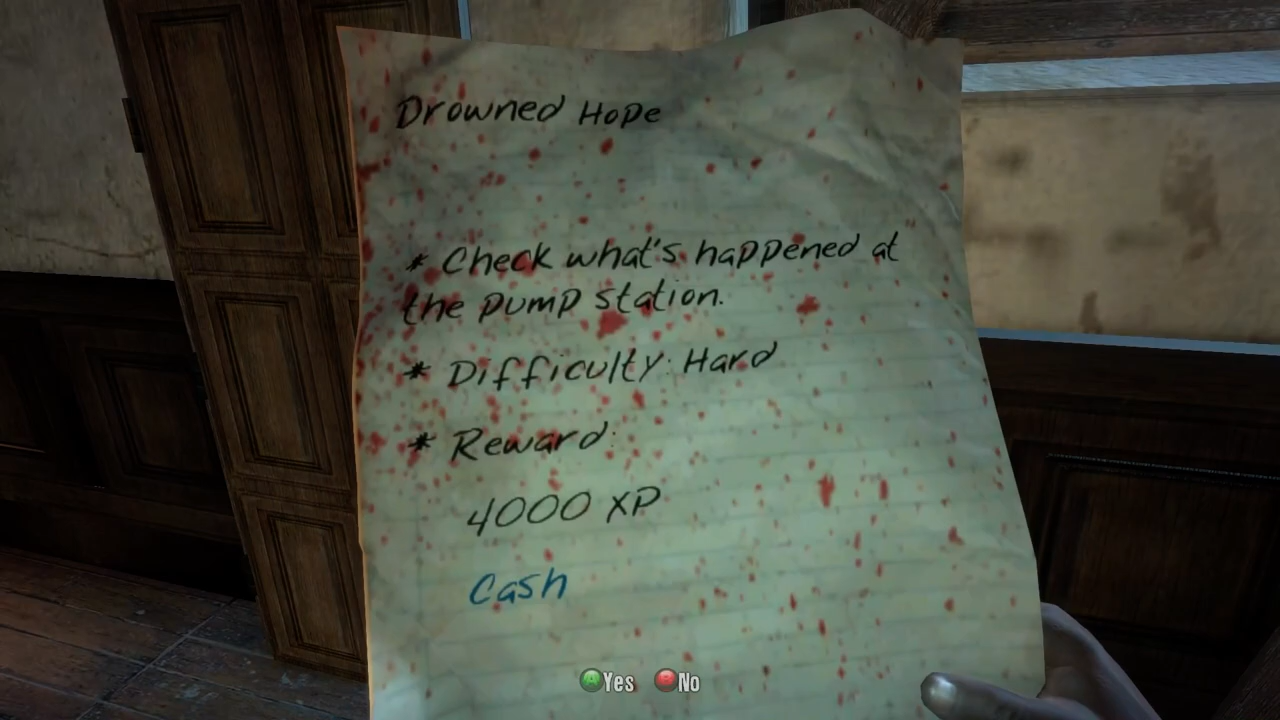 Drowned Hope
* Check what's happened at
the pump station.
* Difficulty: Hard
* Reward:
4000 XP
Cash
A Yes B No